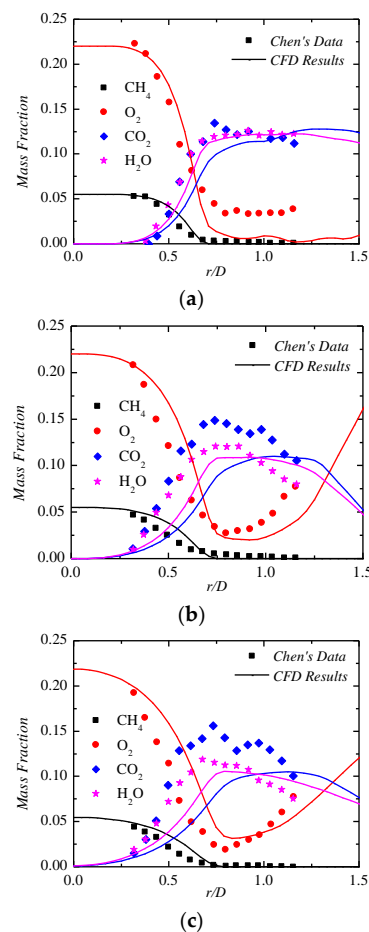 0.25
0.20
0.15
0.10
0.05
0.00
Mass Fraction
Chen's Data
CFD Results
CH4
O2
CO2
H2O
0.0 0.5 1.0 1.5
r/D
(a)
0.25
0.20
0.15
0.10
0.05
0.00
Mass Fraction
Chen's Data
CFD Results
CH4
O2
CO2
H2O
0.0 0.5 1.0 1.5
r/D
(b)
0.25
0.20
0.15
0.10
0.05
0.00
Mass Fraction
Chen's Data
CFD Results
CH4
O2
CO2
H2O
0.0 0.5 1.0 1.5
r/D
(c)